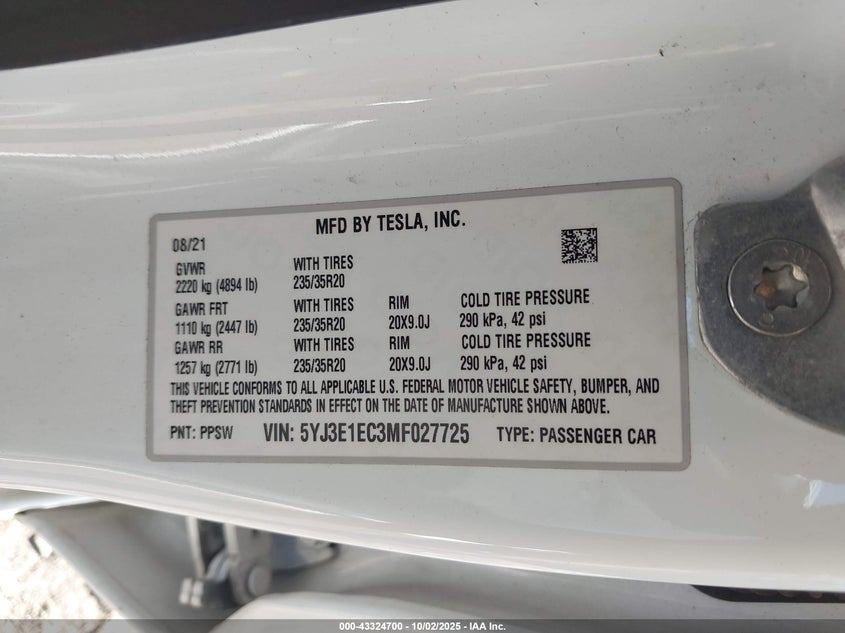 MFD BY TESLA, INC.
08/21
GVWR WITH TIRES
2220 kg (4894 lb) 235/35R20
GAWR FRT WITH TIRES RIM COLD TIRE PRESSURE
1110 kg (2447 lb) 235/35R20 20X9.0J 290 kPa, 42 psi
GAWR RR WITH TIRES RIM COLD TIRE PRESSURE
1257 kg (2771 lb) 235/35R20 20X9.0J 290 kPa, 42 psi
THIS VEHICLE CONFORMS TO ALL APPLICABLE U.S. FEDERAL MOTOR VEHICLE SAFETY, BUMPER, AND
THEFT PREVENTION STANDARDS IN EFFECT ON THE DATE OF MANUFACTURE SHOWN ABOVE.
PNT: PPSW VIN: 5YJ3E1EC3MF027725 TYPE: PASSENGER CAR
000-43324700 - 10/02/2025 - IAA Inc.